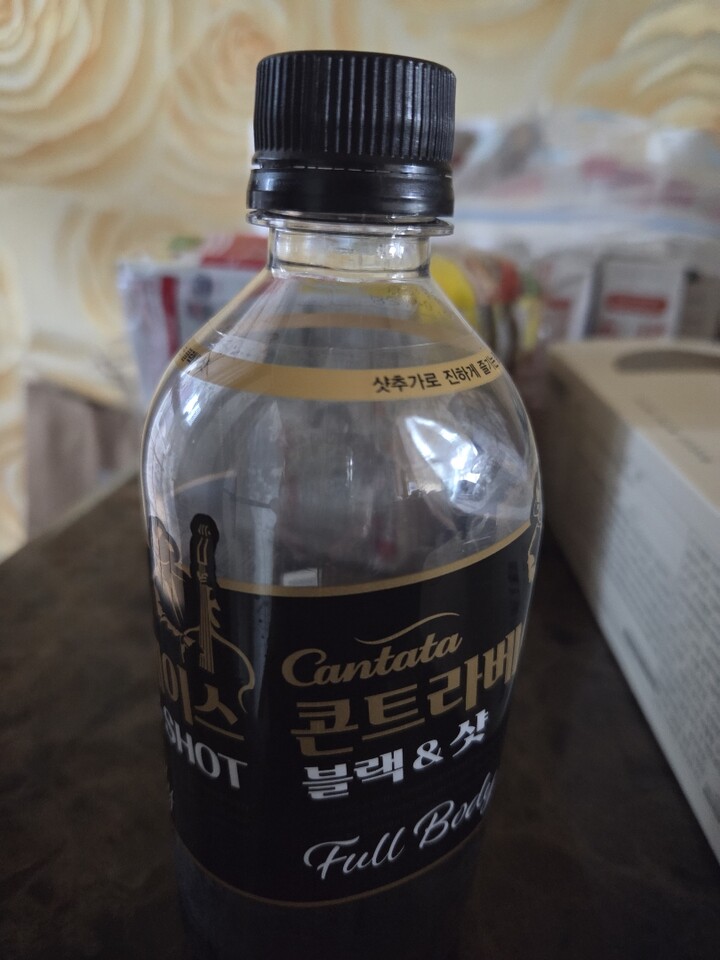 샷추가로 진하게 즐기는
이스
SHOT
Cantata
콘트라베
블랙 & 샷
Full Body